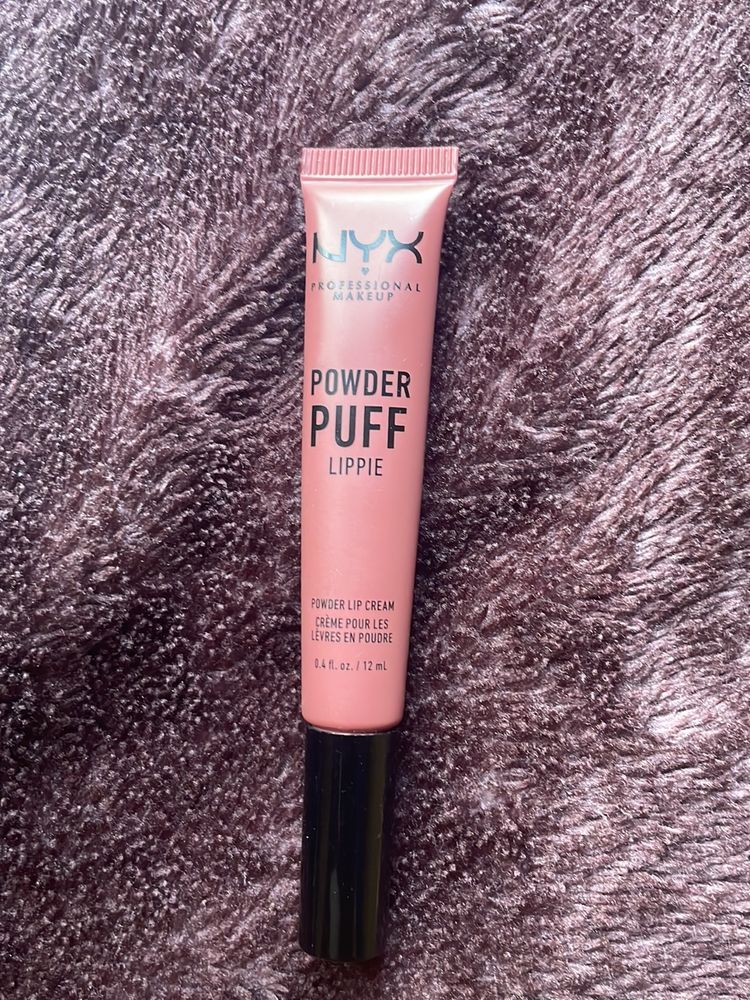 NYX
PROFESSIONAL
MAKEUP
POWDER
PUFF
LIPPIE
POWDER LIP CREAM
CRÈME POUR LES
LÈVRES EN POUDRE
0.4 fl. oz. / 12 mL